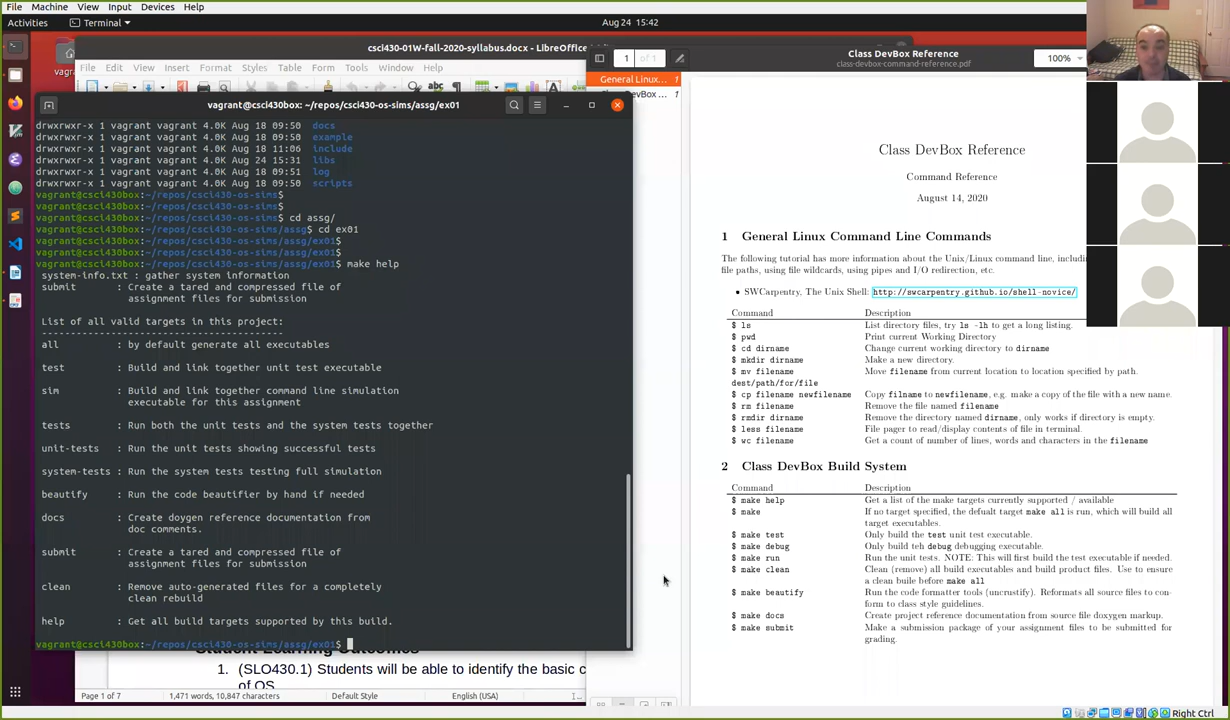 File Machine View Input Devices Help
Activities Terminal Aug 24 15:42
csci430-01W-fall-2020-syllabus.docx - LibreOffice
File Edit View Insert Format Styles Table Form Tools Window Help
vagrant@csci430box: ~/repos/csci430-os-sims/assg/ex01
drwxrwxr-x 1 vagrant vagrant 4.0K Aug 18 09:50 docs
drwxrwxr-x 1 vagrant vagrant 4.0K Aug 18 09:50 example
drwxrwxr-x 1 vagrant vagrant 4.0K Aug 18 11:06 include
drwxrwxr-x 1 vagrant vagrant 4.0K Aug 24 15:31 libs
drwxrwxr-x 1 vagrant vagrant 4.0K Aug 18 09:51 log
drwxrwxr-x 1 vagrant vagrant 4.0K Aug 18 09:50 scripts
vagrant@csci430box:~/repos/csci430-os-sims$
vagrant@csci430box:~/repos/csci430-os-sims$
vagrant@csci430box:~/repos/csci430-os-sims$ cd assg/
vagrant@csci430box:~/repos/csci430-os-sims/assg$ cd ex01
vagrant@csci430box:~/repos/csci430-os-sims/assg/ex01$
vagrant@csci430box:~/repos/csci430-os-sims/assg/ex01$
vagrant@csci430box:~/repos/csci430-os-sims/assg/ex01$ make help
system-info.txt : gather system information
submit : Create a tared and compressed file of
assignment files for submission
List of all valid targets in this project:
------------------------------------------
all : by default generate all executables
test : Build and link together unit test executable
sim : Build and link together command line simulation
executable for this assignment
tests : Run both the unit tests and the system tests together
unit-tests : Run the unit tests showing successful tests
system-tests : Run the system tests testing full simulation
beautify : Run the code beautifier by hand if needed
docs : Create doygen reference documentation from
doc comments.
submit : Create a tared and compressed file of
assignment files for submission
clean : Remove auto-generated files for a completely
clean rebuild
help : Get all build targets supported by this build.
vagrant@csci430box:~/repos/csci430-os-sims/assg/ex01$
1. (SLO430.1) Students will be able to identify the basic c
of OS.
Page 1 of 7 1,471 words, 10,847 characters Default Style English (USA)
1 of 1
Class DevBox Reference
class-devbox-command-reference.pdf
100%
General Linux... 1
Class DevBox
Class DevBox Reference
Command Reference
August 14, 2020
1 General Linux Command Line Commands
The following tutorial has more information about the Unix/Linux command line, includi
file paths, using file wildcards, using pipes and I/O redirection, etc.
▪ SWCarpentry, The Unix Shell: http://swcarpentry.github.io/shell-novice/
Command Description
$ ls List directory files, try ls -lh to get a long listing.
$ pwd Print current Working Directory
$ cd dirname Change current working directory to dirname
$ mkdir dirname Make a new directory.
$ mv filename Move filename from current location to location specified by path.
dest/path/for/file
$ cp filename newfilename Copy filname to newfilename, e.g. make a copy of the file with a new name.
$ rm filename Remove the file named filename
$ rmdir dirname Remove the directory named dirname, only works if directory is empty.
$ less filename File pager to read/display contents of file in terminal.
$ wc filename Get a count of number of lines, words and characters in the filename
2 Class DevBox Build System
Command Description
$ make help Get a list of the make targets currently supported / available
$ make If no target specified, the defualt target make all is run, which will build all
target executables.
$ make test Only build the test unit test executable.
$ make debug Only build teh debug debugging executable.
$ make run Run the unit tests. NOTE: This will first build the test executable if needed.
$ make clean Clean (remove) all build executables and build product files. Use to ensure
a clean buile before make all
$ make beautify Run the code formatter tools (uncrustify). Reformats all source files to con-
form to class style guidelines.
$ make docs Create project reference documentation from source file doxygen markup.
$ make submit Make a submission package of your assignment files to be submitted for
grading.
Right Ctrl